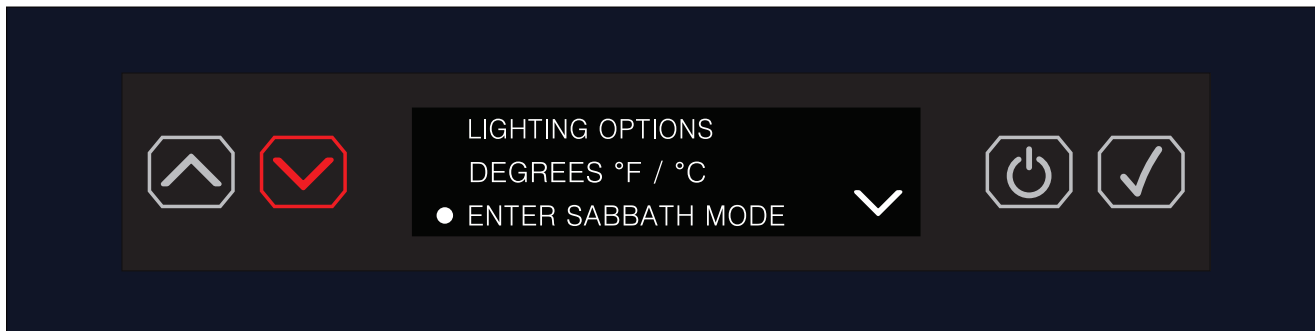 LIGHTING OPTIONS
DEGREES °F / °C
ENTER SABBATH MODE